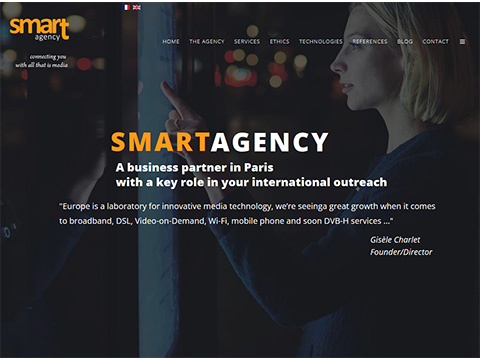 smart
agency
connecting you
with all that is media
HOME THE AGENCY SERVICES ETHICS TECHNOLOGIES REFERENCES BLOG CONTACT
SMARTAGENCY
A business partner in Paris
with a key role in your international outreach
"Europe is a laboratory for innovative media technology, we're seeinga great growth when it comes
to broadband, DSL, Video-on-Demand, Wi-Fi, mobile phone and soon DVB-H services ..."
Gisèle Charlet
Founder/Director